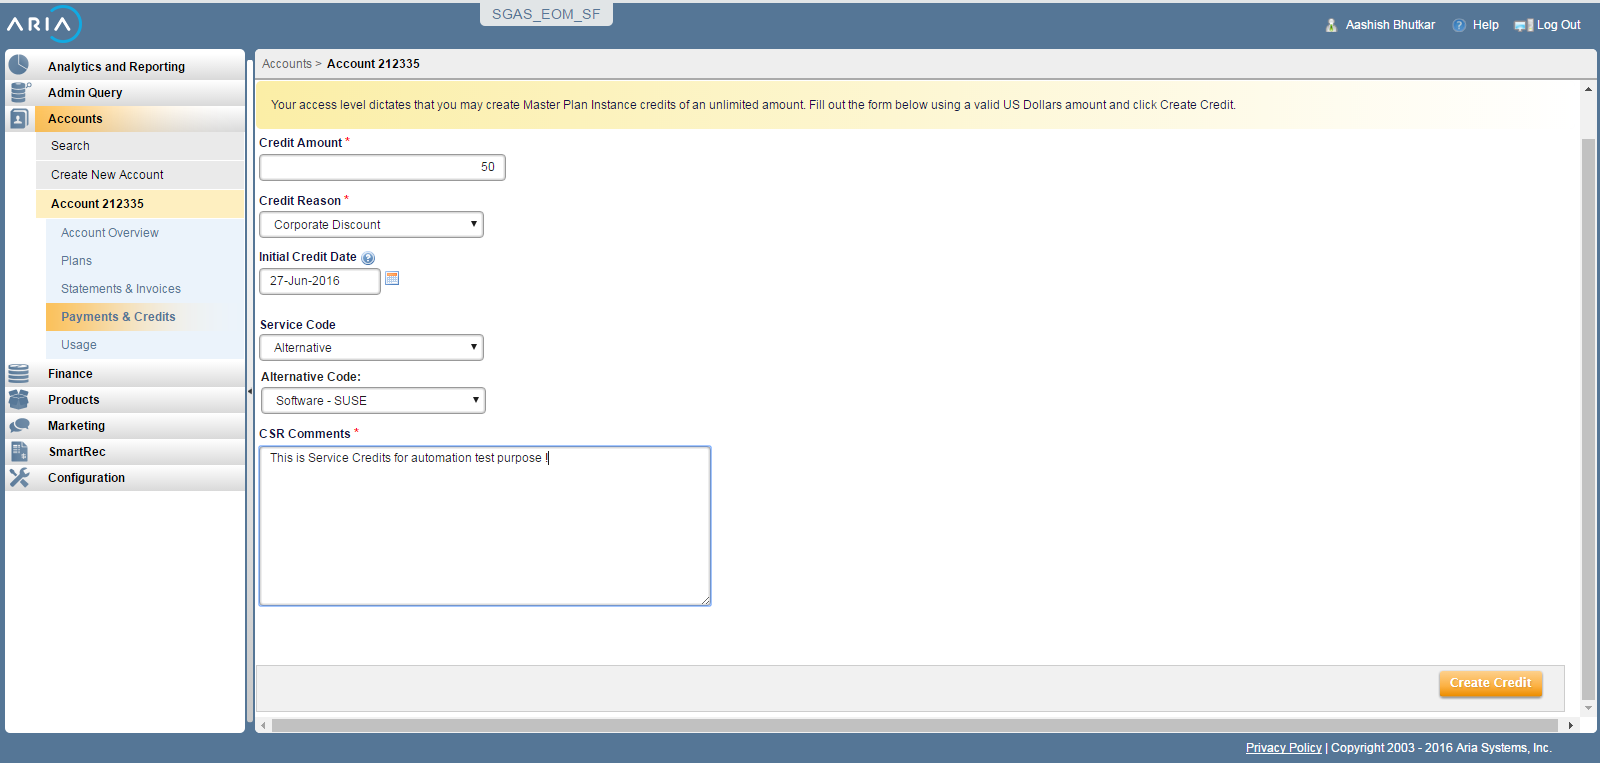 SGAS_EOM_SF
ARIA
Aashish Bhutkar
Help
Log Out
Analytics and Reporting
Admin Query
Accounts
Search
Create New Account
Account 212335
Account Overview
Plans
Statements & Invoices
Payments & Credits
Usage
Finance
Products
Marketing
SmartRec
Configuration
Accounts > Account 212335
Your access level dictates that you may create Master Plan Instance credits of an unlimited amount. Fill out the form below using a valid US Dollars amount and click Create Credit.
Credit Amount *
50
Credit Reason *
Corporate Discount
Initial Credit Date ?
27-Jun-2016
Service Code
Alternative
Alternative Code:
Software - SUSE
CSR Comments *
This is Service Credits for automation test purpose !
Create Credit
Privacy Policy | Copyright 2003 - 2016 Aria Systems, Inc.